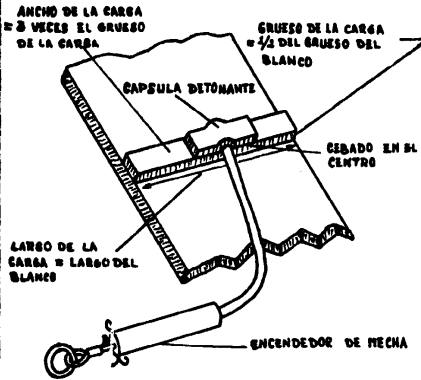 ANCHO DE LA CARGA
= 3 VECES EL GRUESO
DE LA CARGA
GRUESO DE LA CARGA
= 1/2 DEL GRUESO DEL
BLANCO
CAPSULA DETONANTE
CEBADO EN EL
CENTRO
LARGO DE LA
CARGA = LARGO DEL
BLANCO
ENCENDEDOR DE MECHA